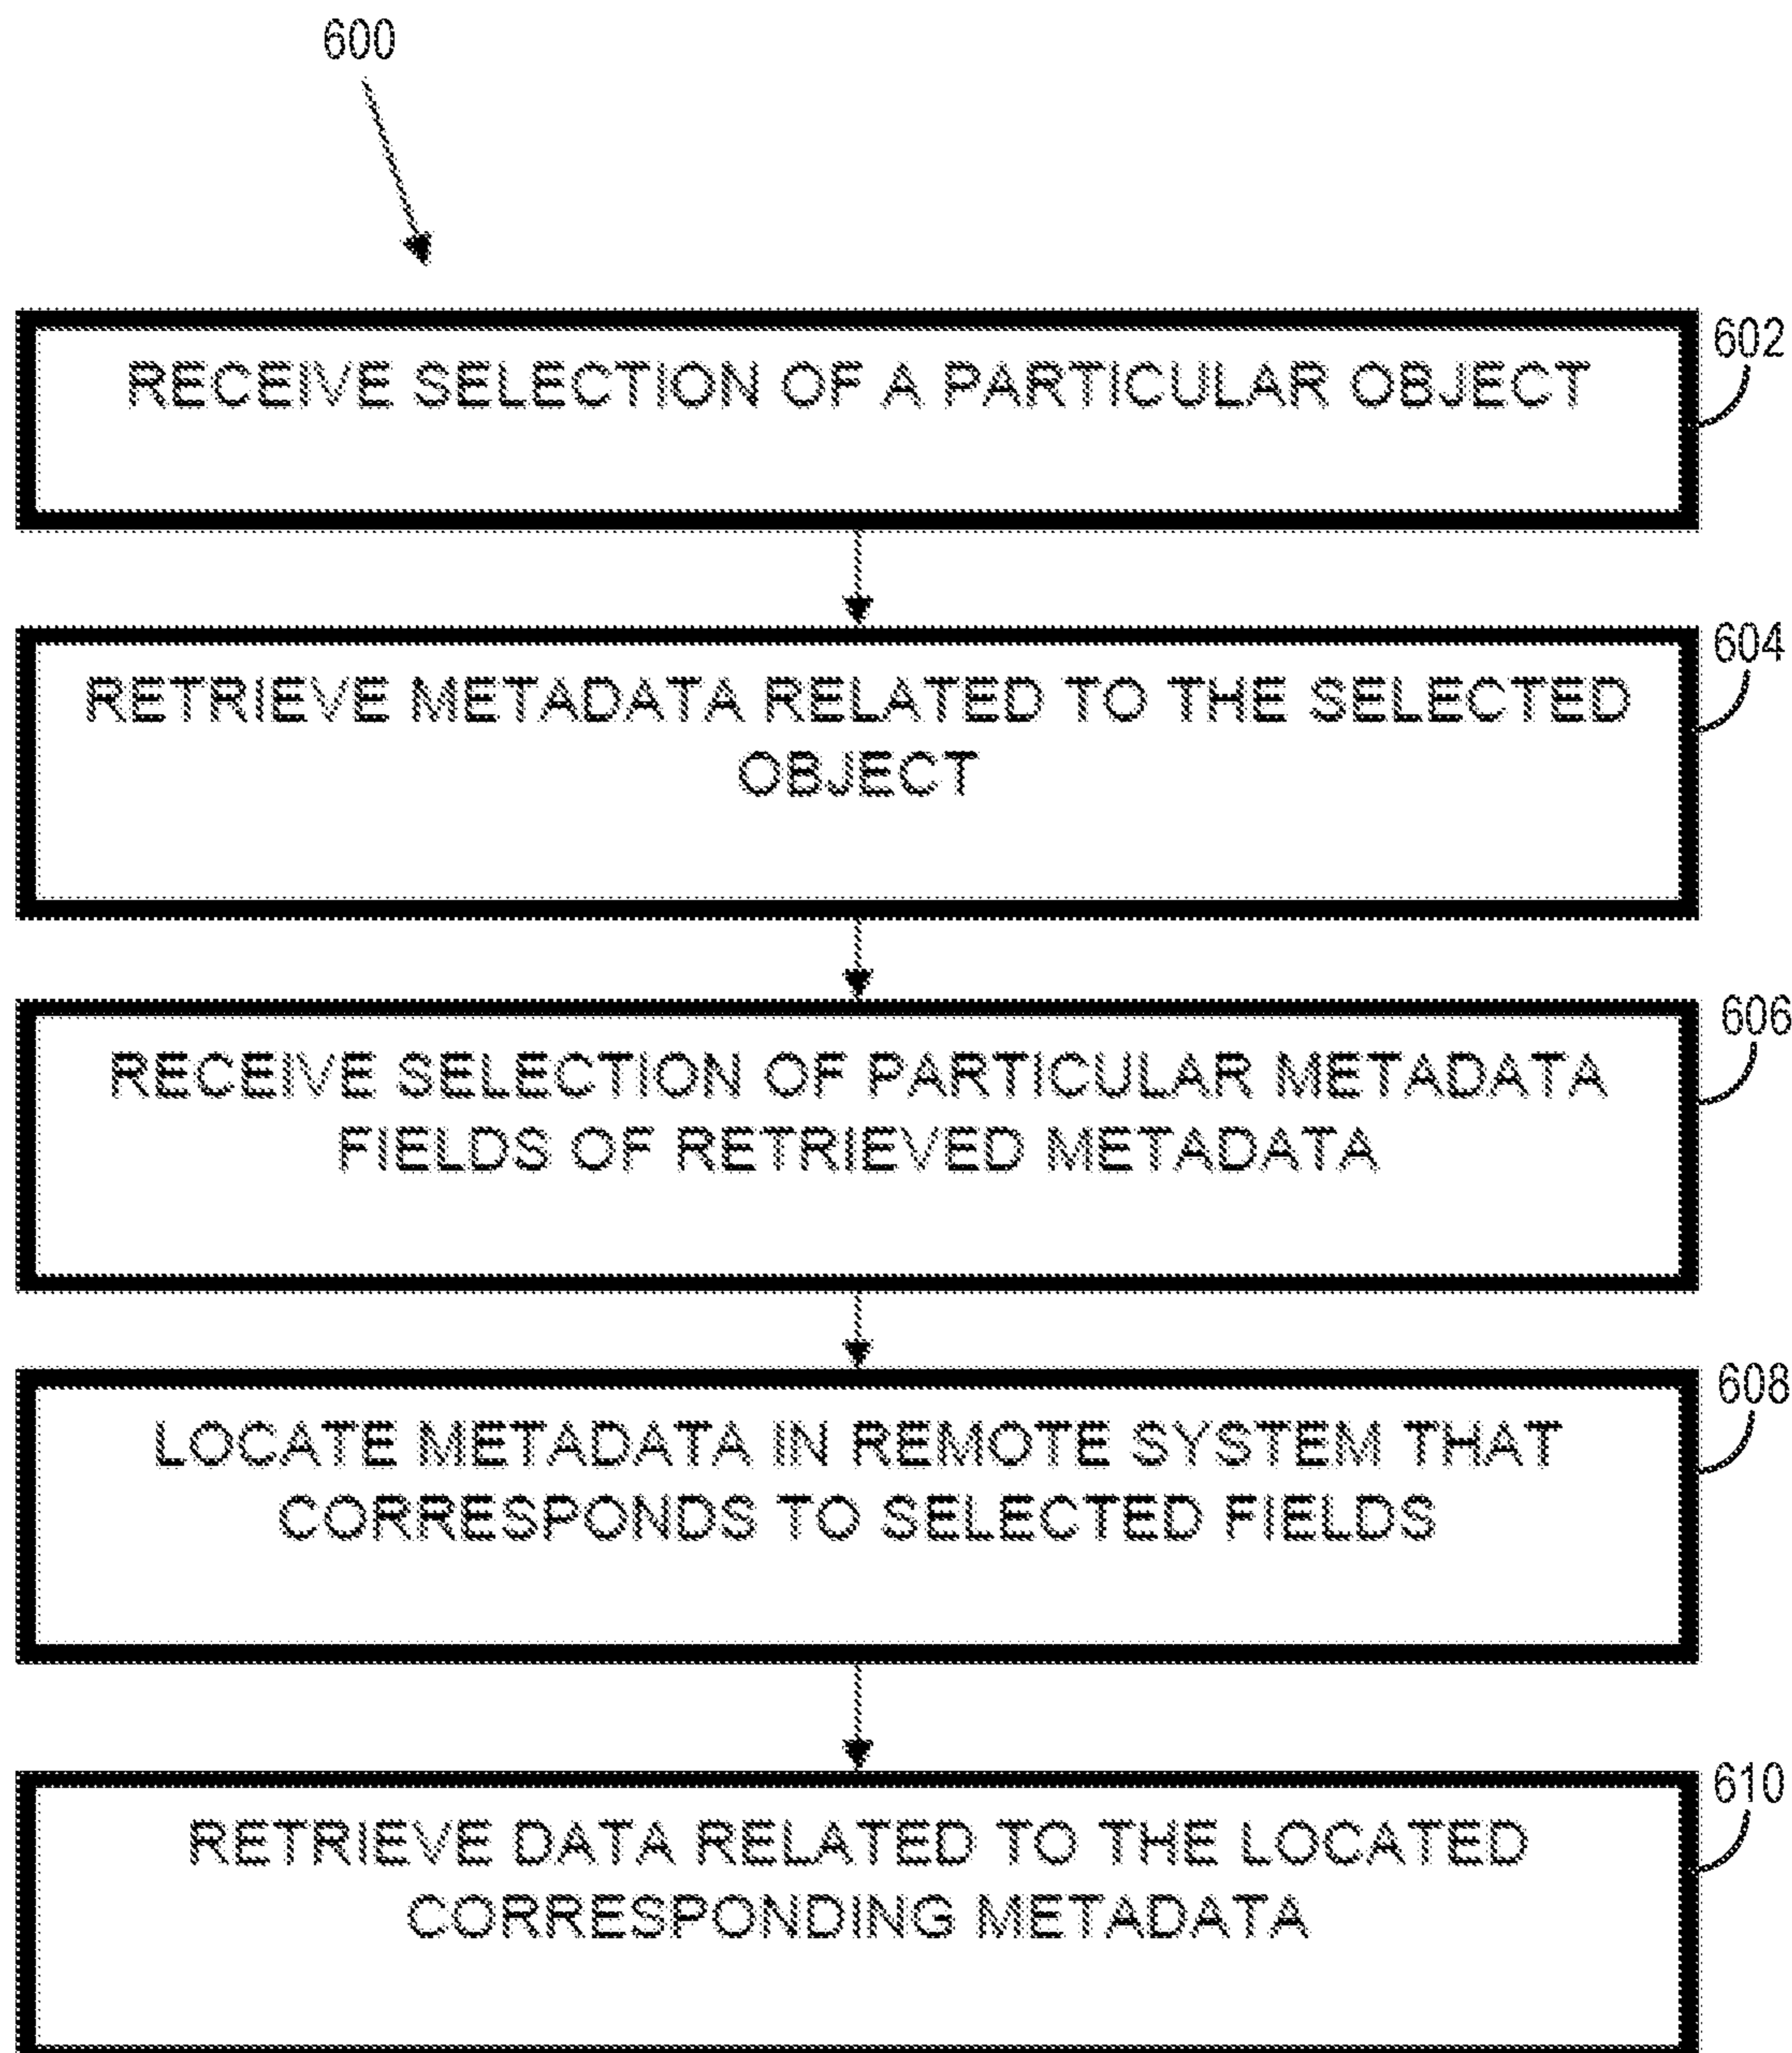 600
RECEIVE SELECTION OF A PARTICULAR OBJECT
602
RETRIEVE METADATA RELATED TO THE SELECTED
OBJECT
604
RECEIVE SELECTION OF PARTICULAR METADATA
FIELDS OF RETRIEVED METADATA
606
LOCATE METADATA IN REMOTE SYSTEM THAT
CORRESPONDS TO SELECTED FIELDS
608
RETRIEVE DATA RELATED TO THE LOCATED
CORRESPONDING METADATA
610